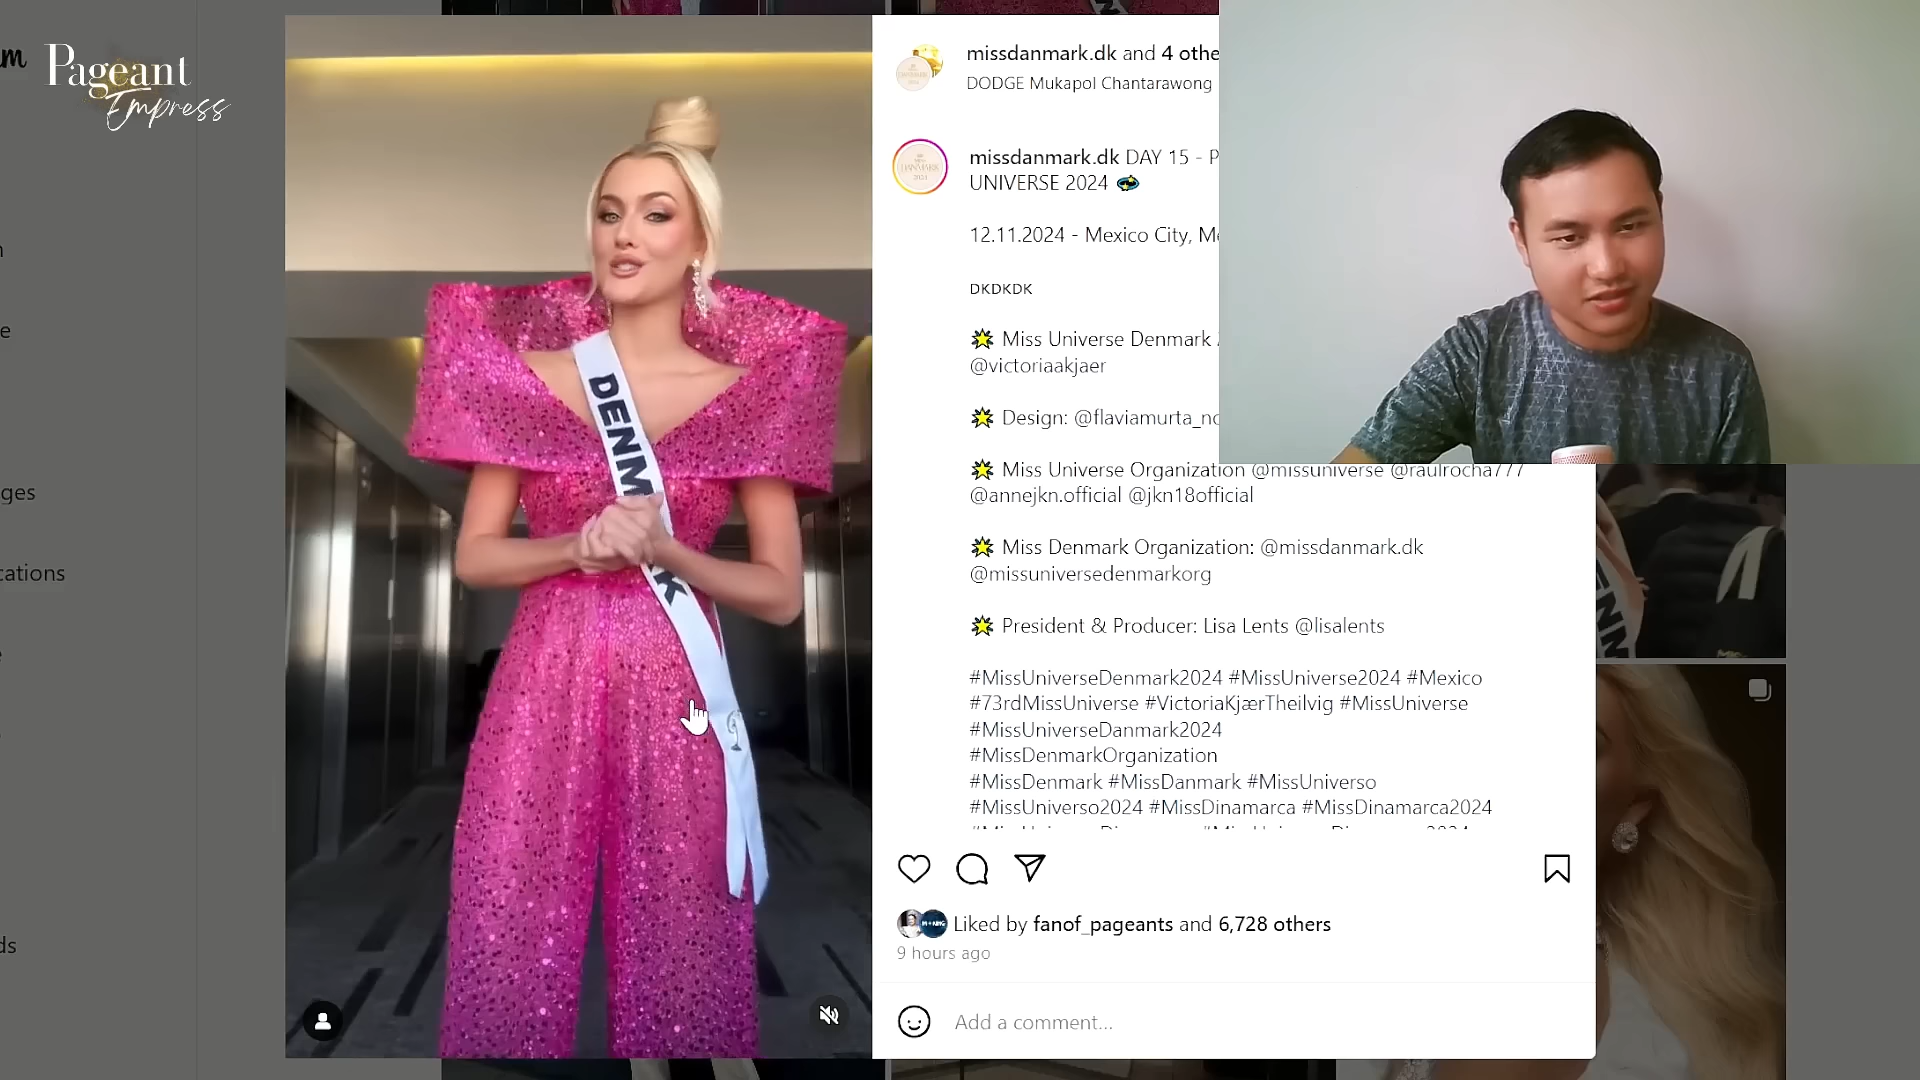 m
Pageant
Empress
ges
cations
missdanmark.dk and 4 othe
DODGE Mukapol Chantarawong
missdanmark.dk DAY 15 - P
UNIVERSE 2024
12.11.2024 - Mexico City, M
DKDKDK
Miss Universe Denmark
@victoriaakjaer
Design: @flaviamurta_no
Miss Universe Organization @missuniverse @raulrocha777
@annejkn.official @jkn18official
Miss Denmark Organization: @missdanmark.dk
@missuniversedenmarkorg
President & Producer: Lisa Lents @lisalents
#MissUniverseDenmark2024 #MissUniverse2024 #Mexico
#73rdMissUniverse #VictoriaKjærTheilvig #MissUniverse
#MissUniverseDanmark2024
#MissDenmarkOrganization
#MissDenmark #MissDanmark #MissUniverso
#MissUniverso2024 #MissDinamarca #MissDinamarca2024
Liked by fanof_pageants and 6,728 others
9 hours ago
Add a comment...
DENMARK